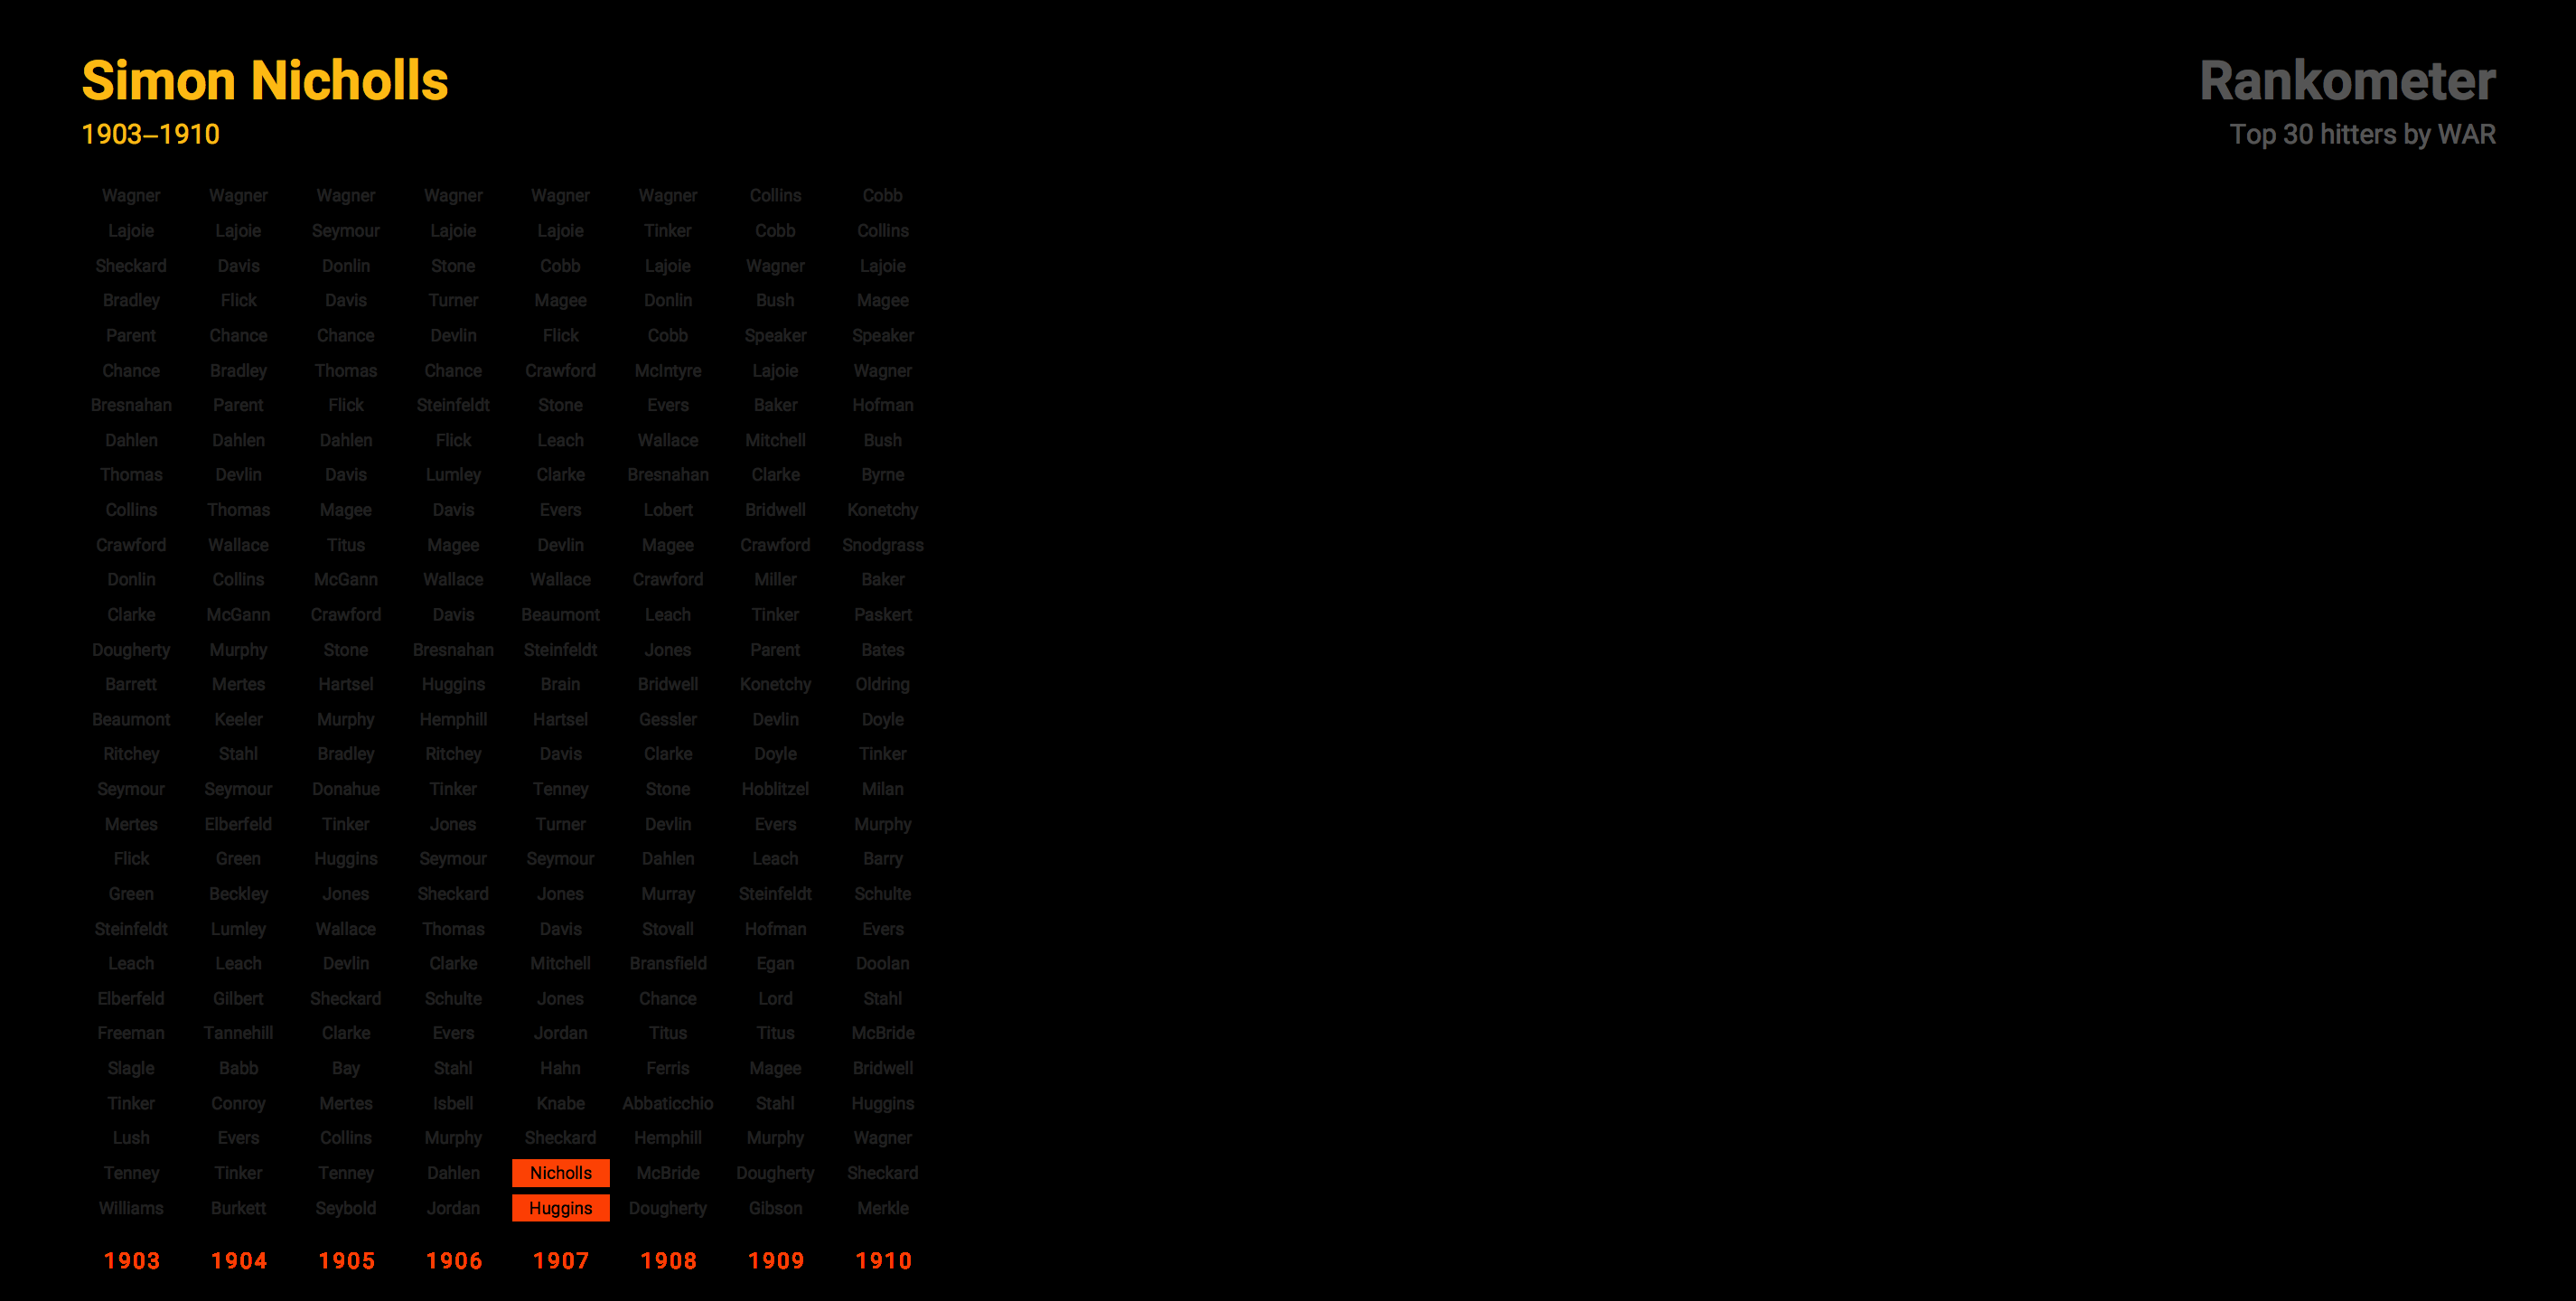 Simon Nicholls
1903–1910
Rankometer
Top 30 hitters by WAR
Wagner Wagner Wagner Wagner Wagner Wagner Collins Cobb
Lajoie Lajoie Seymour Lajoie Lajoie Tinker Cobb Collins
Sheckard Davis Donlin Stone Cobb Lajoie Wagner Lajoie
Bradley Flick Davis Turner Magee Donlin Bush Magee
Parent Chance Chance Devlin Flick Cobb Speaker Speaker
Chance Bradley Thomas Chance Crawford McIntyre Lajoie Wagner
Bresnahan Parent Flick Steinfeldt Stone Evers Baker Hofman
Dahlen Dahlen Dahlen Flick Leach Wallace Mitchell Bush
Thomas Devlin Davis Lumley Clarke Bresnahan Clarke Byrne
Collins Thomas Magee Davis Evers Lobert Bridwell Konetchy
Crawford Wallace Titus Magee Devlin Magee Crawford Snodgrass
Donlin Collins McGann Wallace Wallace Crawford Miller Baker
Clarke McGann Crawford Davis Beaumont Leach Tinker Paskert
Dougherty Murphy Stone Bresnahan Steinfeldt Jones Parent Bates
Barrett Mertes Hartsel Huggins Brain Bridwell Konetchy Oldring
Beaumont Keeler Murphy Hemphill Hartsel Gessler Devlin Doyle
Ritchey Stahl Bradley Ritchey Davis Clarke Doyle Tinker
Seymour Seymour Donahue Tinker Tenney Stone Hoblitzel Milan
Mertes Elberfeld Tinker Jones Turner Devlin Evers Murphy
Flick Green Huggins Seymour Seymour Dahlen Leach Barry
Green Beckley Jones Sheckard Jones Murray Steinfeldt Schulte
Steinfeldt Lumley Wallace Thomas Davis Stovall Hofman Evers
Leach Leach Devlin Clarke Mitchell Bransfield Egan Doolan
Elberfeld Gilbert Sheckard Schulte Jones Chance Lord Stahl
Freeman Tannehill Clarke Evers Jordan Titus Titus McBride
Slagle Babb Bay Stahl Hahn Ferris Magee Bridwell
Tinker Conroy Mertes Isbell Knabe Abbaticchio Stahl Huggins
Lush Evers Collins Murphy Sheckard Hemphill Murphy Wagner
Tenney Tinker Tenney Dahlen Nicholls McBride Dougherty Sheckard
Williams Burkett Seybold Jordan Huggins Dougherty Gibson Merkle
1903 1904 1905 1906 1907 1908 1909 1910